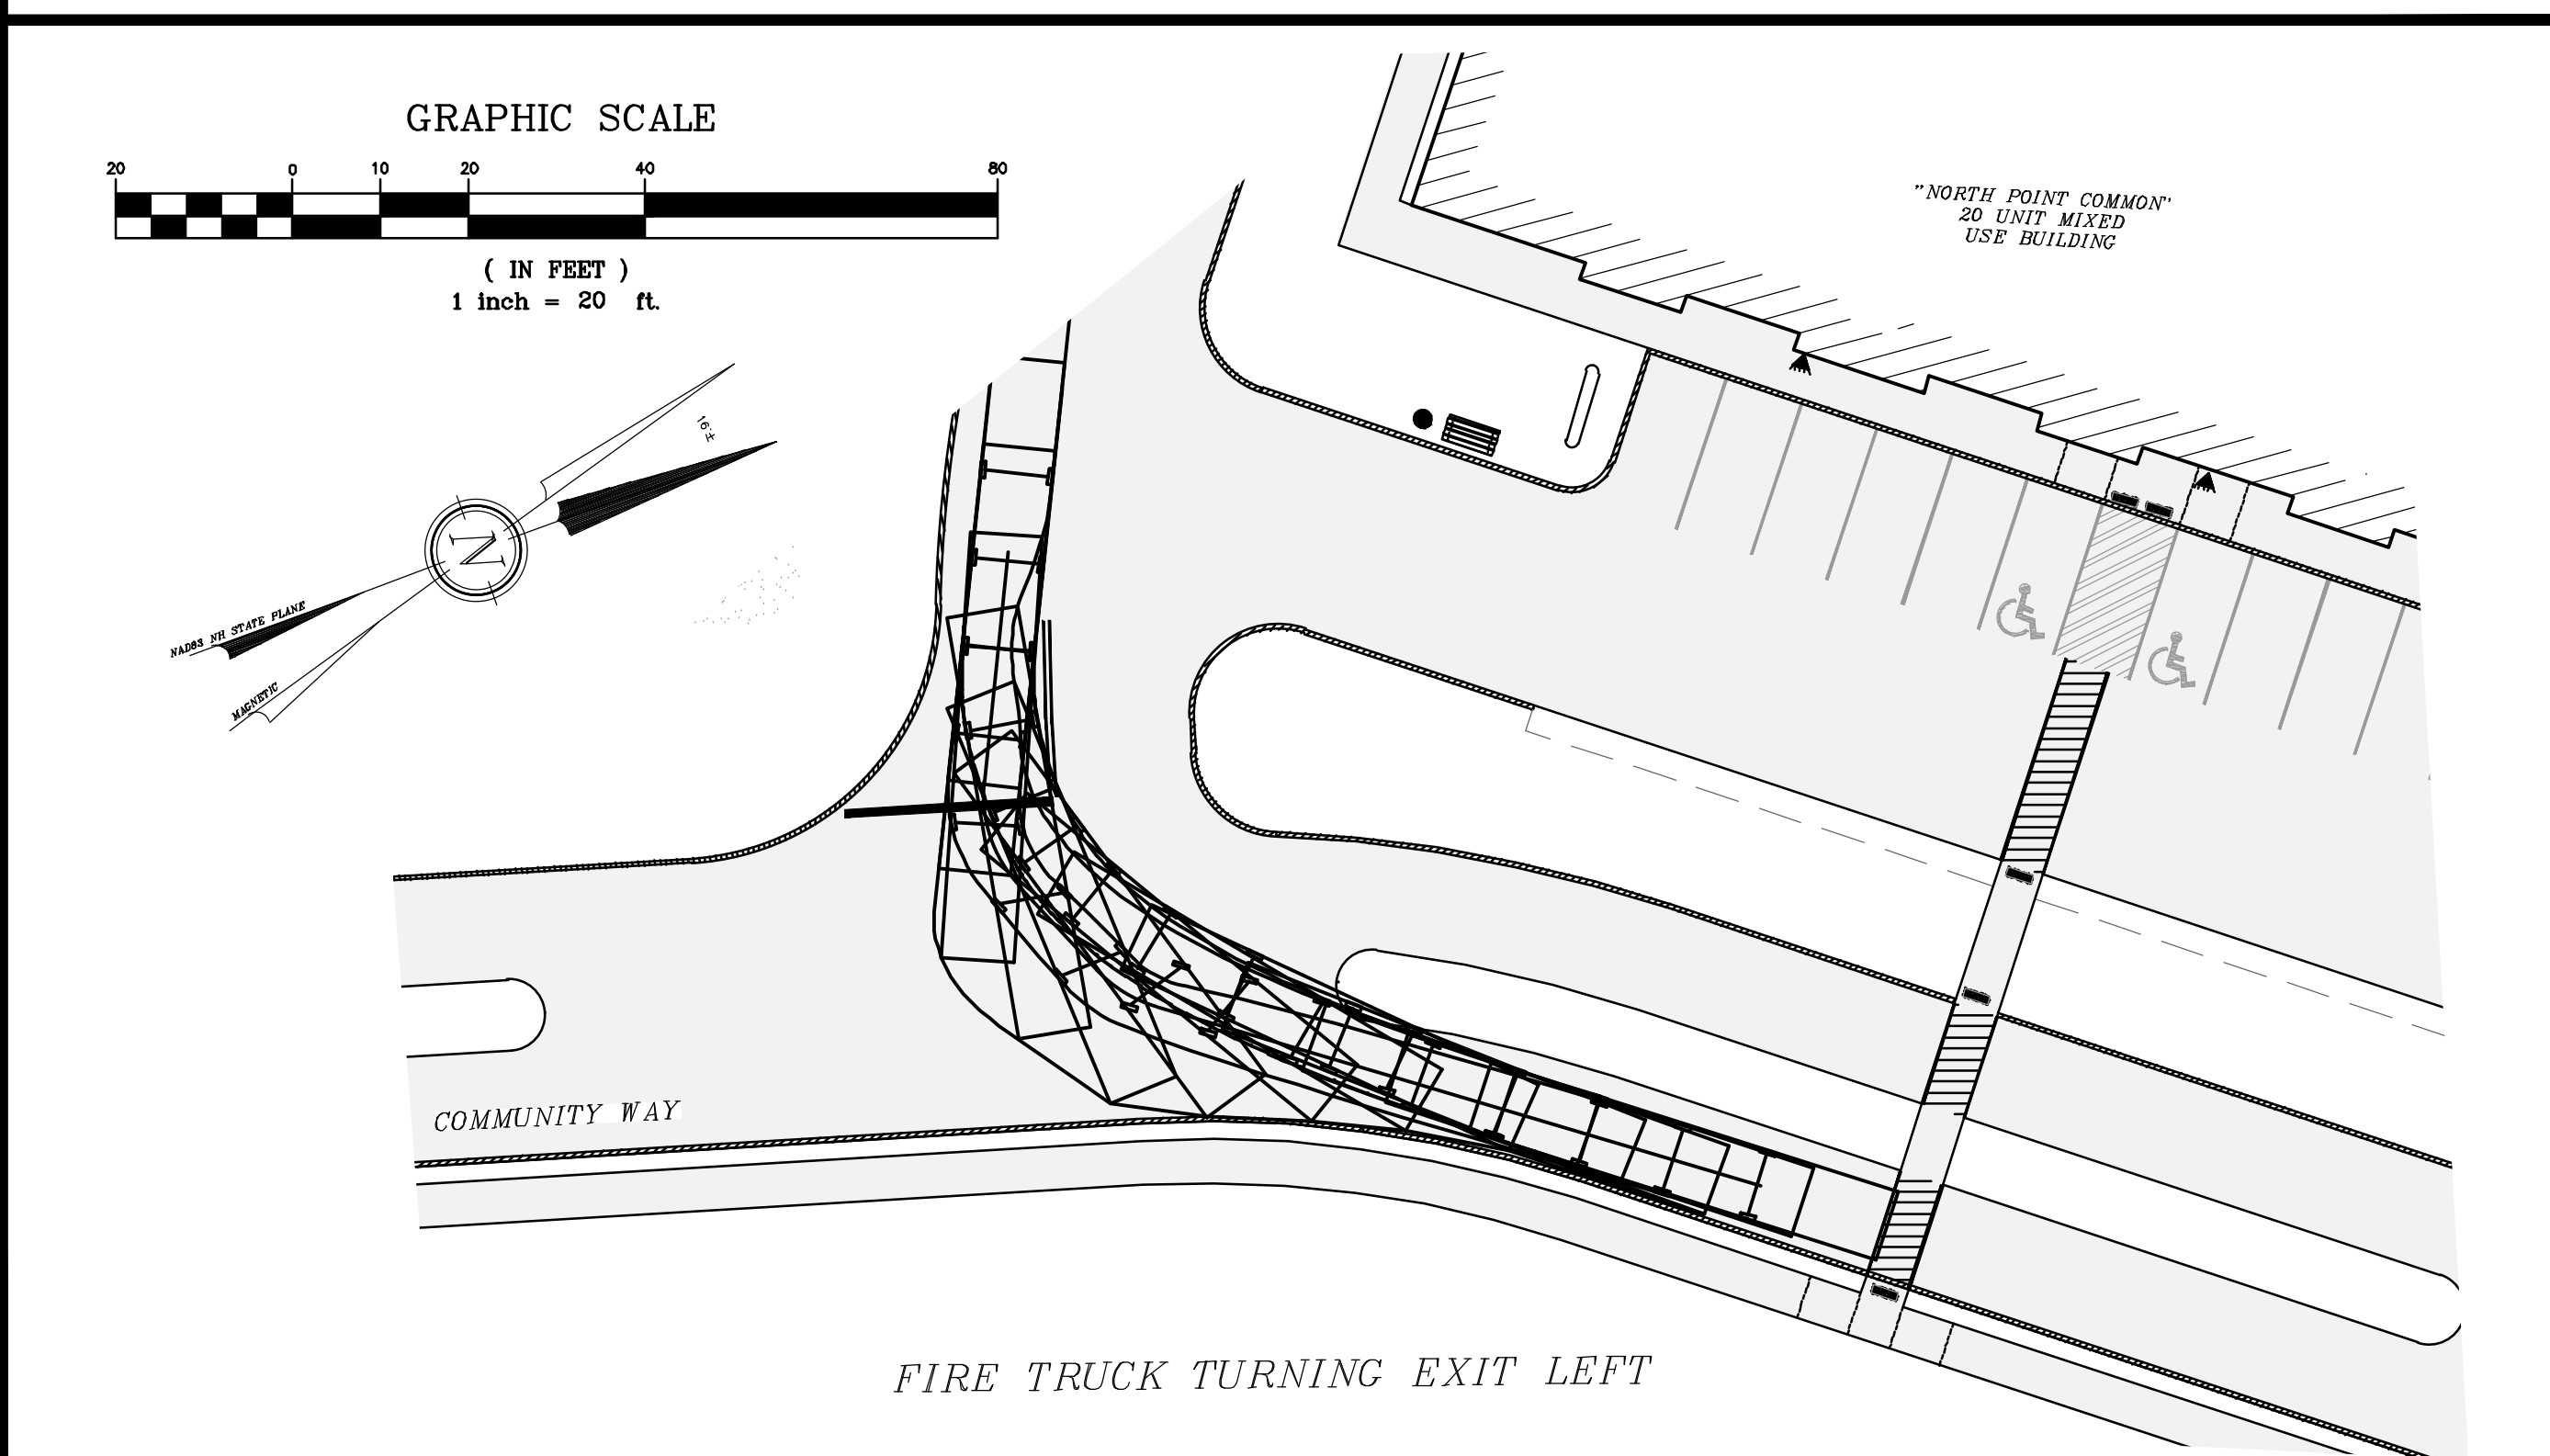 GRAPHIC SCALE
20 0 10 20 40 80
( IN FEET )
1 inch = 20 ft.
"NORTH POINT COMMON"
20 UNIT MIXED
USE BUILDING
16°±
N
NAD83 NH STATE PLANE
MAGNETIC
COMMUNITY WAY
FIRE TRUCK TURNING EXIT LEFT